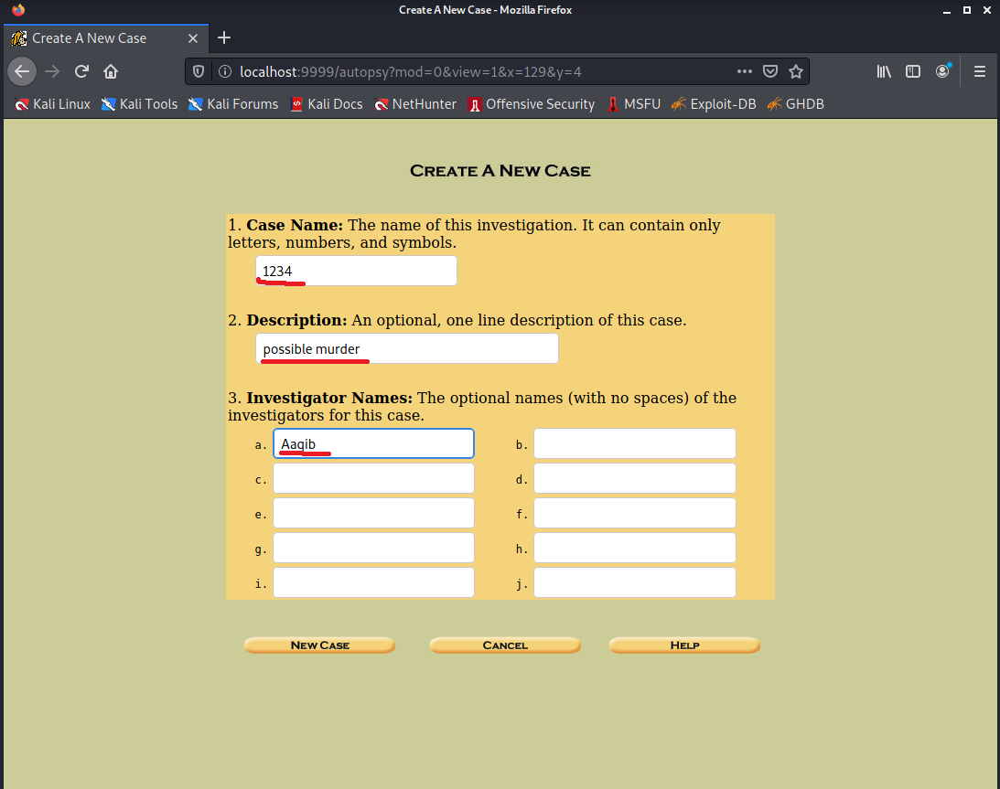 Create A New Case - Mozilla Firefox
Create A New Case
localhost:9999/autopsy?mod=0&view=1&x=129&y=4
Kali Linux Kali Tools Kali Forums Kali Docs NetHunter Offensive Security MSFU Exploit-DB GHDB
CREATE A NEW CASE
1. Case Name: The name of this investigation. It can contain only
letters, numbers, and symbols.
1234
2. Description: An optional, one line description of this case.
possible murder
3. Investigator Names: The optional names (with no spaces) of the
investigators for this case.
a. Aaqib b.
c. d.
e. f.
g. h.
i. j.
NEW CASE CANCEL HELP